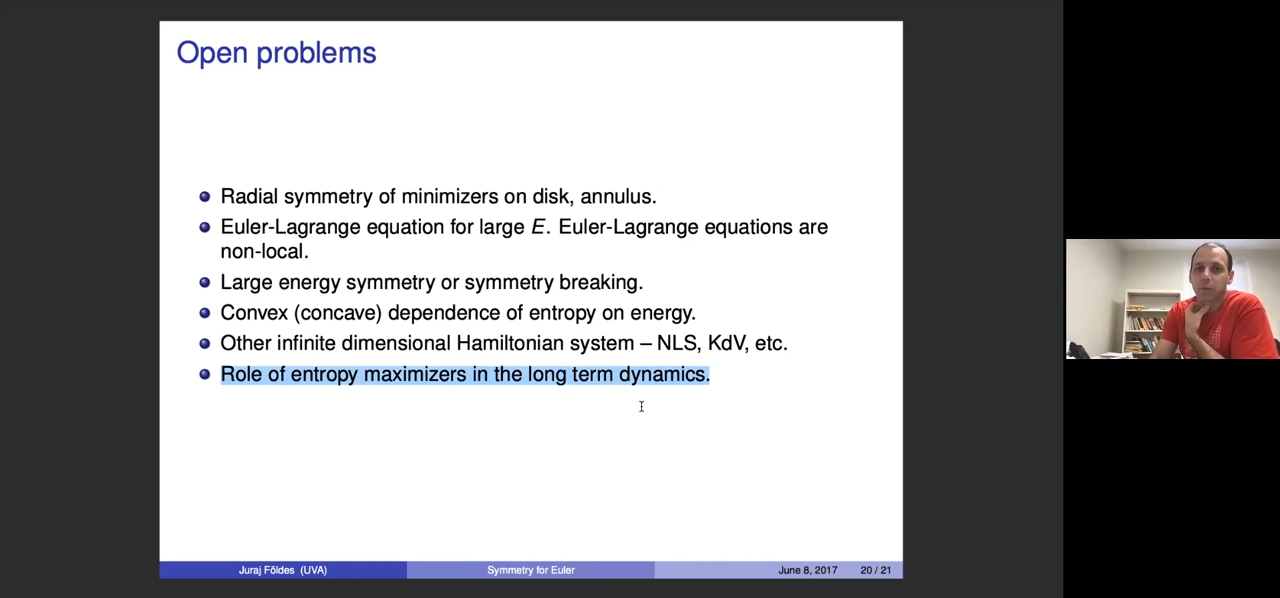 Open problems
Radial symmetry of minimizers on disk, annulus.
Euler-Lagrange equation for large E. Euler-Lagrange equations are
non-local.
Large energy symmetry or symmetry breaking.
Convex (concave) dependence of entropy on energy.
Other infinite dimensional Hamiltonian system – NLS, KdV, etc.
Role of entropy maximizers in the long term dynamics.
Juraj Földes (UVA) Symmetry for Euler June 8, 2017 20 / 21